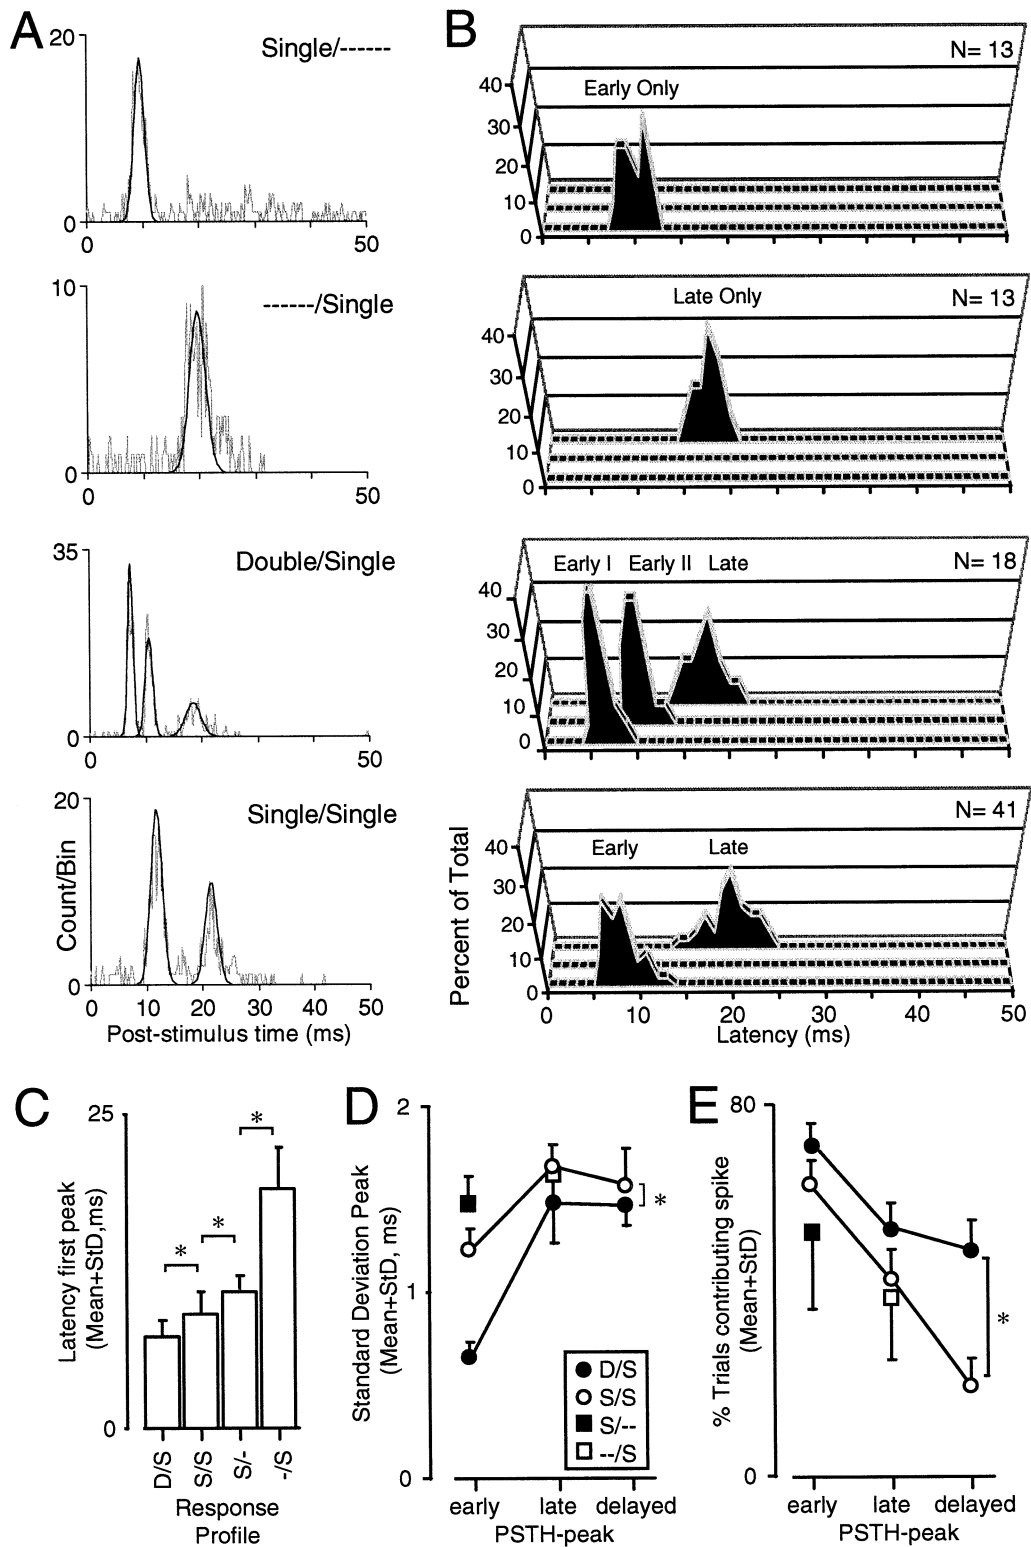 A
20
Single/------
0
0
50
10
------/Single
0
0
50
35
Double/Single
0
0
50
20
Single/Single
Count/Bin
0
0
10
20
30
40
50
Post-stimulus time (ms)
B
N= 13
Early Only
40
30
20
10
0
N= 13
Late Only
40
30
20
10
0
N= 18
Early I
Early II
Late
40
30
20
10
0
N= 41
Early
Late
40
30
20
10
0
Percent of Total
0
10
20
30
40
50
Latency (ms)
C
25
0
Latency first peak
(Mean+StD,ms)
*
*
*
D/S
S/S
S/-
-/S
Response
Profile
D
2
1
0
Standard Deviation Peak
(Mean+StD, ms)
*
D/S
S/S
S/--
--/S
early
late
delayed
PSTH-peak
E
80
0
% Trials contributing spike
(Mean+StD)
*
early
late
delayed
PSTH-peak